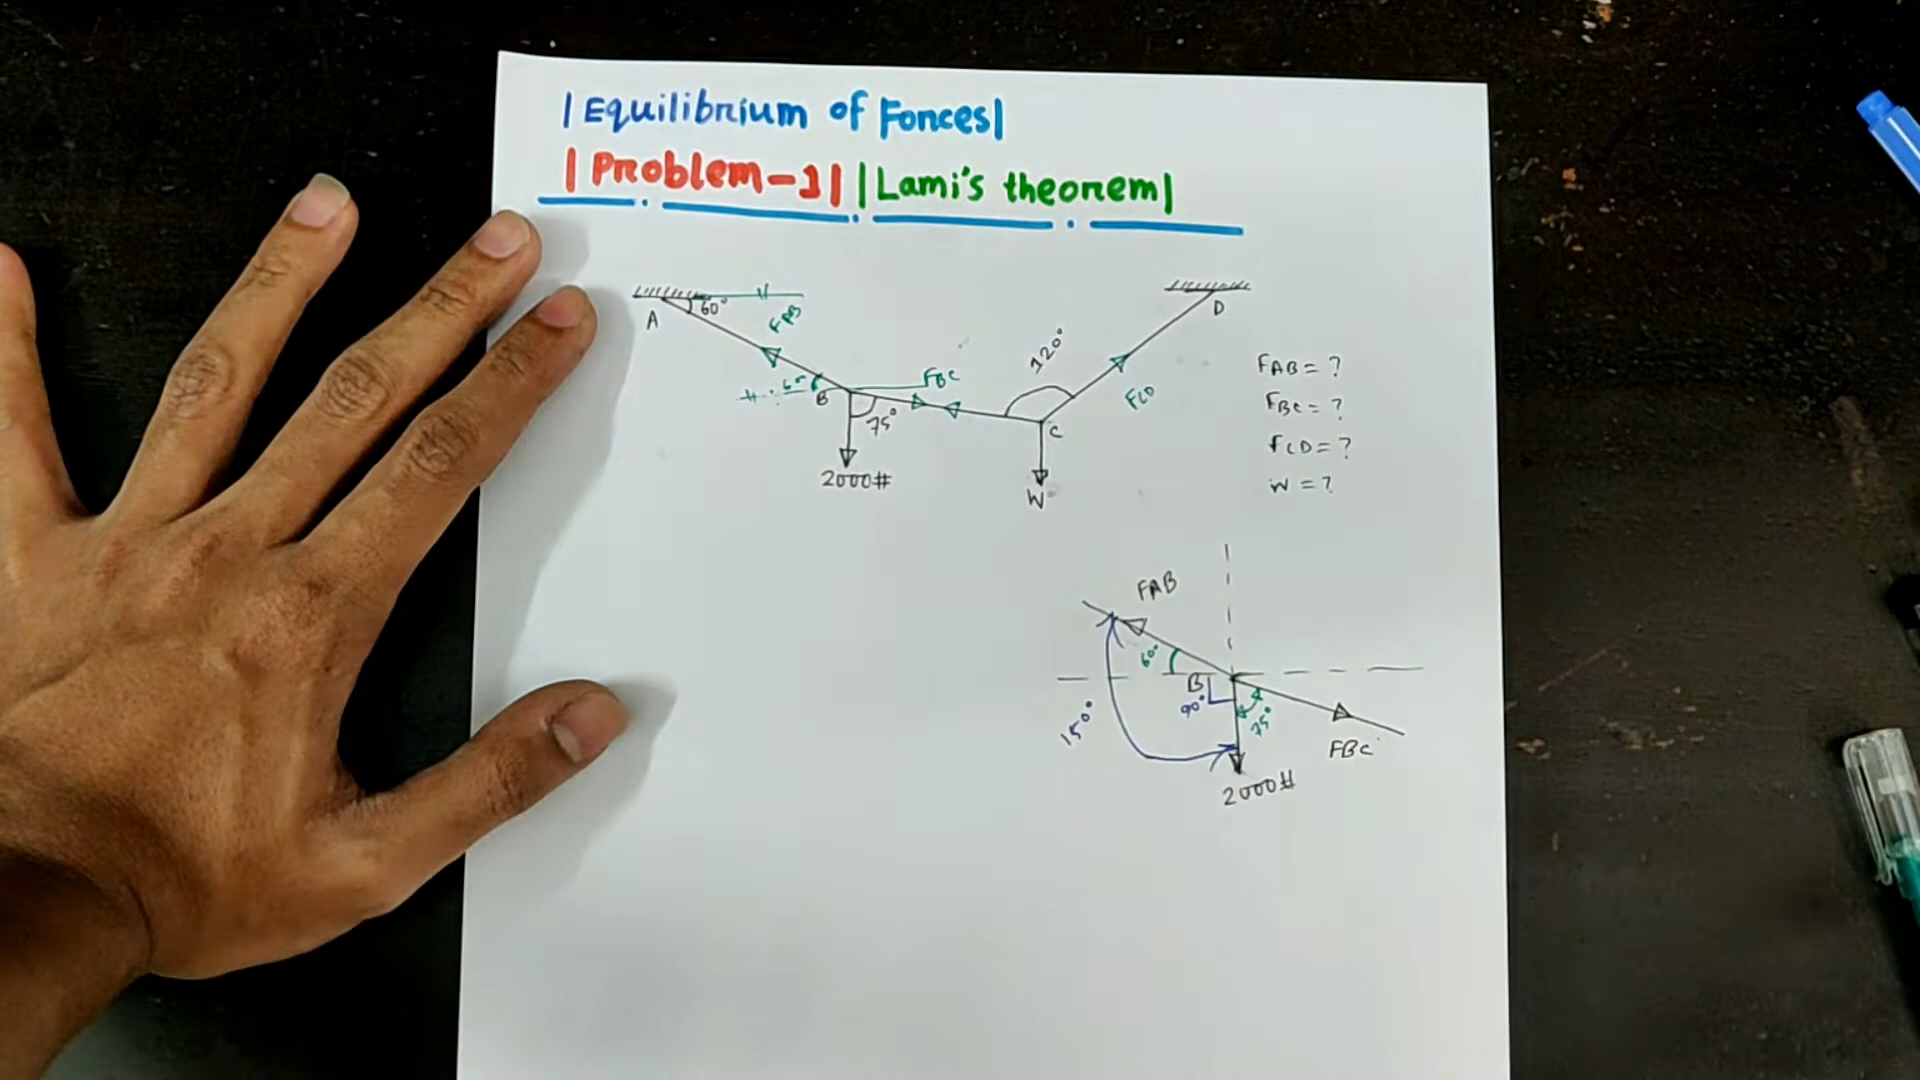 |Equilibrium of Forces|
|Problem-1| |Lami's theorem|
A
60°
FAB
60°
B
FBC
75°
2000#
120°
C
W
FCD
D
FAB = ?
FBC = ?
FCD = ?
W = ?
FAB
60°
B
90°
150°
75°
FBC
2000#